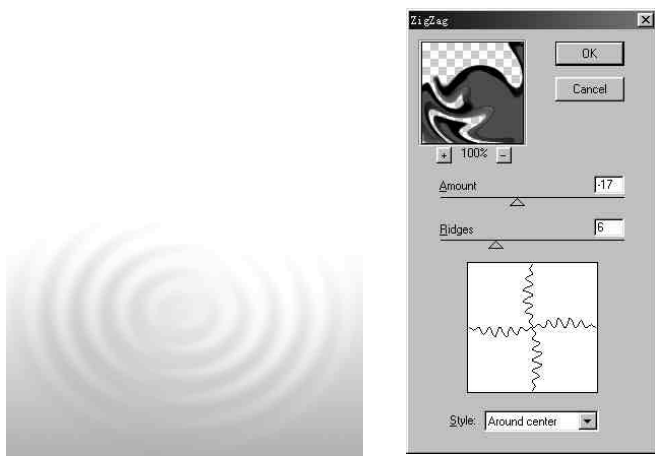 ZigZag
OK
Cancel
+ 100% -
Amount -17
Ridges 6
Style: Around center